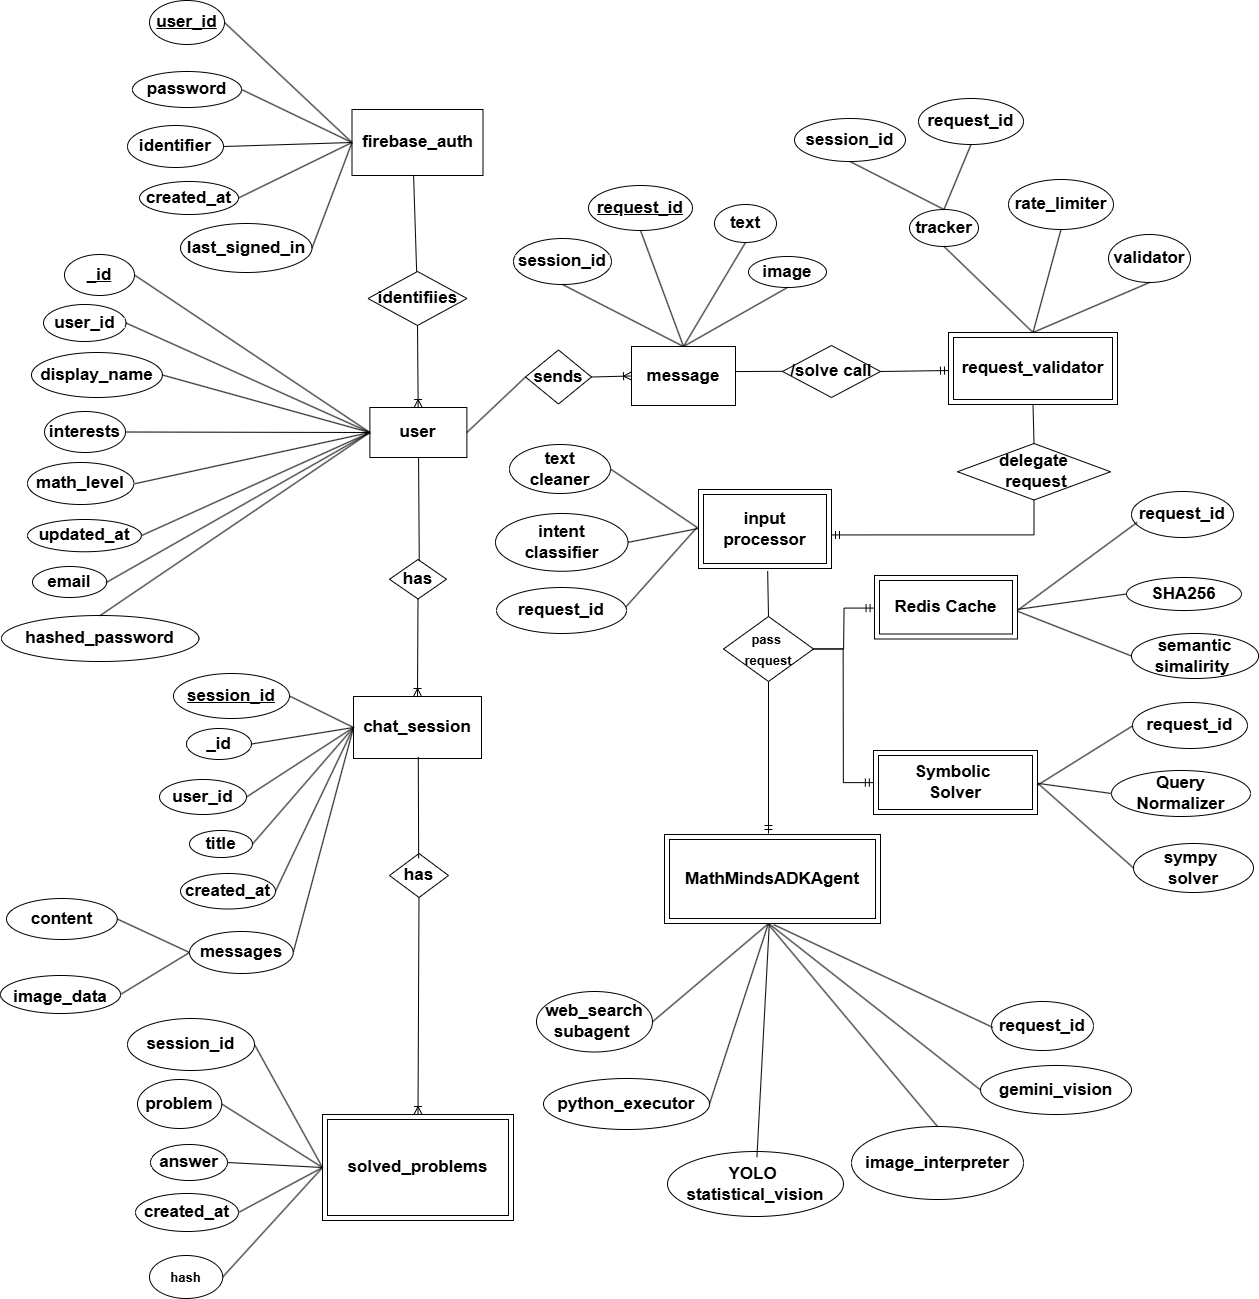 user_id
password
identifier
created_at
last_signed_in
firebase_auth
identifiies
_id
user_id
display_name
interests
math_level
updated_at
email
hashed_password
user
sends
session_id
request_id
text
image
message
/solve call
session_id
request_id
tracker
rate_limiter
validator
request_validator
delegate
request
text
cleaner
intent
classifier
request_id
input
processor
pass
request
Redis Cache
request_id
SHA256
semantic
simalirity
Symbolic
Solver
request_id
Query
Normalizer
sympy
solver
MathMindsADKAgent
web_search
subagent
python_executor
YOLO
statistical_vision
image_interpreter
gemini_vision
request_id
has
session_id
_id
user_id
title
created_at
messages
content
image_data
chat_session
has
session_id
problem
answer
created_at
hash
solved_problems